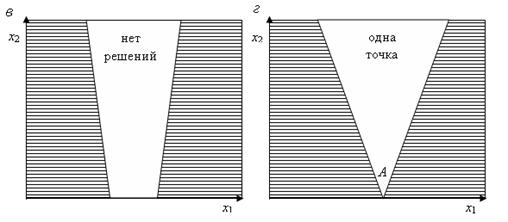 в
x₂
нет
решений
x₁
г
x₂
одна
точка
A
x₁